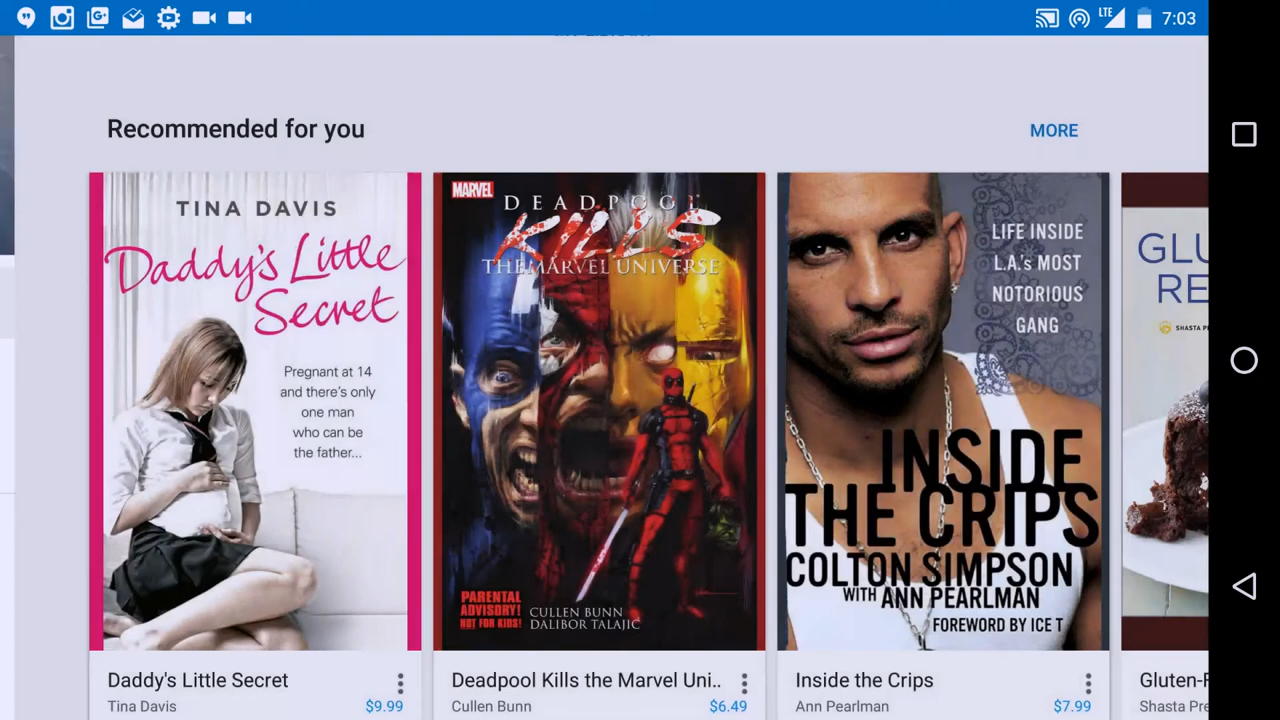 LTE 7:03
Recommended for you
MORE
TINA DAVIS
Daddy's Little
Secret
Pregnant at 14
and there's only
one man
who can be
the father...
MARVEL
DEADPOOL
KILLS
THE MARVEL UNIVERSE
PARENTAL
ADVISORY!
NOT FOR KIDS!
CULLEN BUNN
DALIBOR TALAJIC
LIFE INSIDE
L.A.'s MOST
NOTORIOUS
GANG
INSIDE
THE CRIPS
COLTON SIMPSON
WITH ANN PEARLMAN
FOREWORD BY ICE T
GLU
RE
SHASTA PR
Daddy's Little Secret
Tina Davis
$9.99
Deadpool Kills the Marvel Uni..
Cullen Bunn
$6.49
Inside the Crips
Ann Pearlman
$7.99
Gluten-F
Shasta Pre